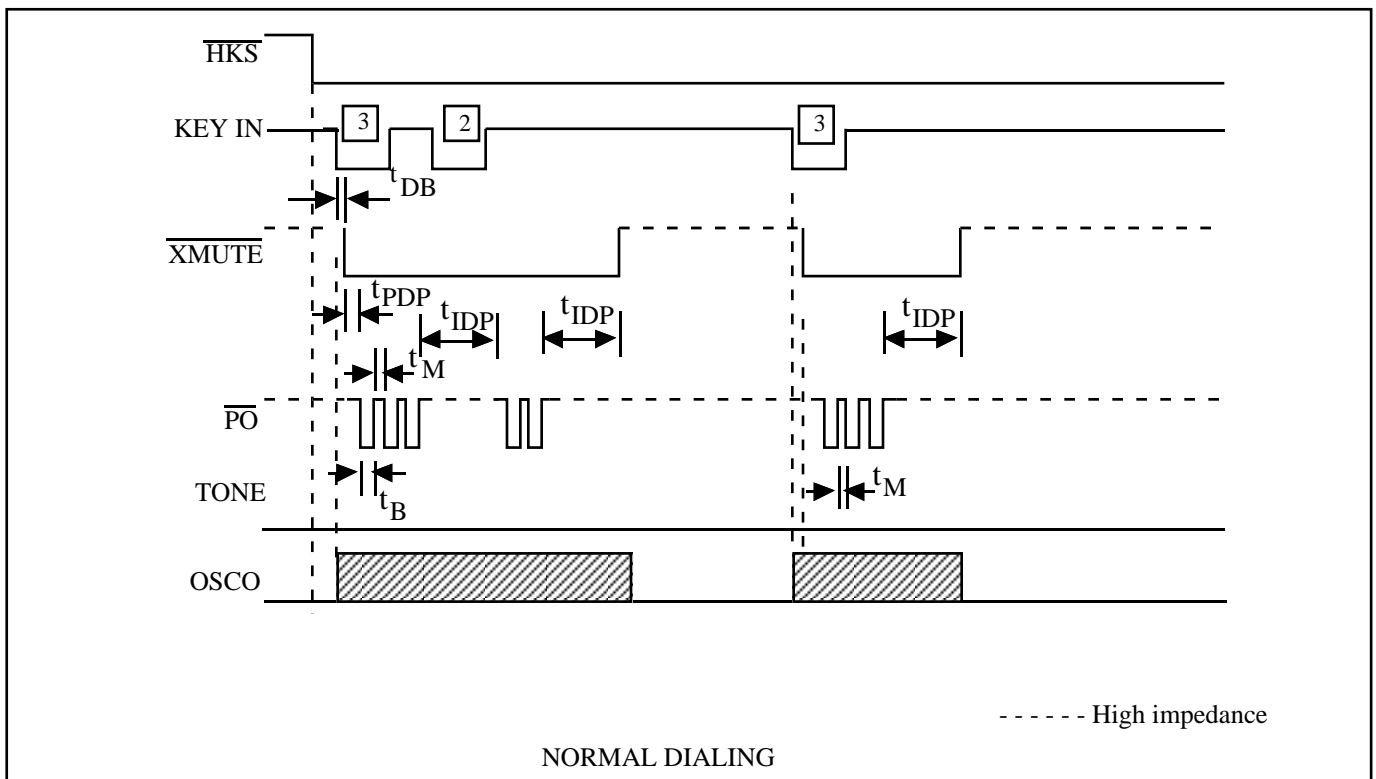 HKS
KEY IN
3
2
3
tDB
XMUTE
tPDP
tIDP
tIDP
tIDP
tM
PO
tB
tM
TONE
OSCO
- - - - - - High impedance
NORMAL DIALING